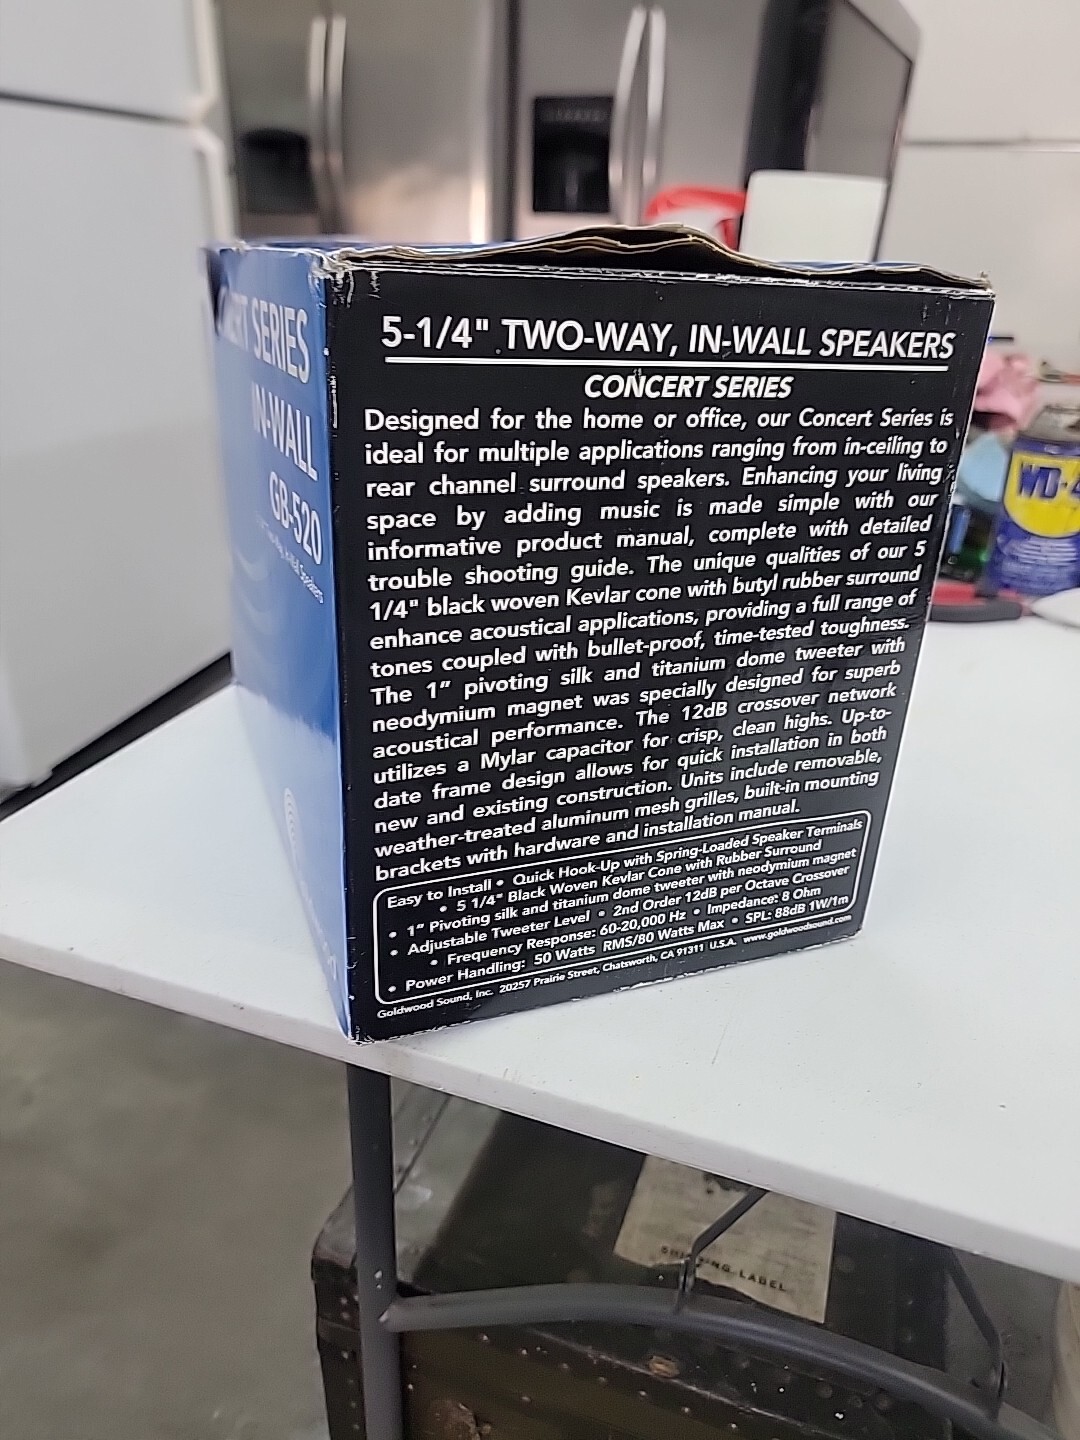 5-1/4" TWO-WAY, IN-WALL SPEAKERS
CONCERT SERIES
Designed for the home or office, our Concert Series is
ideal for multiple applications ranging from in-ceiling to
rear channel surround speakers. Enhancing your living
space by adding music is made simple with our
informative product manual, complete with detailed
trouble shooting guide. The unique qualities of our 5
1/4" black woven Kevlar cone with butyl rubber surround
enhance acoustical applications, providing a full range of
tones coupled with bullet-proof, time-tested toughness.
The 1" pivoting silk and titanium dome tweeter with
neodymium magnet was specially designed for superb
acoustical performance. The 12dB crossover network
utilizes a Mylar capacitor for crisp, clean highs. Up-to-
date frame design allows for quick installation in both
new and existing construction. Units include removable,
weather-treated aluminum mesh grilles, built-in mounting
brackets with hardware and installation manual.
Easy to Install • Quick Hook-Up with Spring-Loaded Speaker Terminals
• 5 1/4" Black Woven Kevlar Cone with Rubber Surround
• 1" Pivoting silk and titanium dome tweeter with neodymium magnet
• Adjustable Tweeter Level • 2nd Order 12dB per Octave Crossover
• Frequency Response: 60-20,000 Hz • Impedance: 8 Ohm
• Power Handling: 50 Watts RMS/80 Watts Max • SPL: 88dB 1W/1m
Goldwood Sound, Inc. 20257 Prairie Street, Chatsworth, CA 91311 U.S.A. www.goldwoodsound.com
SERIES
IN-WALL
GB-520
In-Wall Speakers
WD-4
SHIPPING LABEL